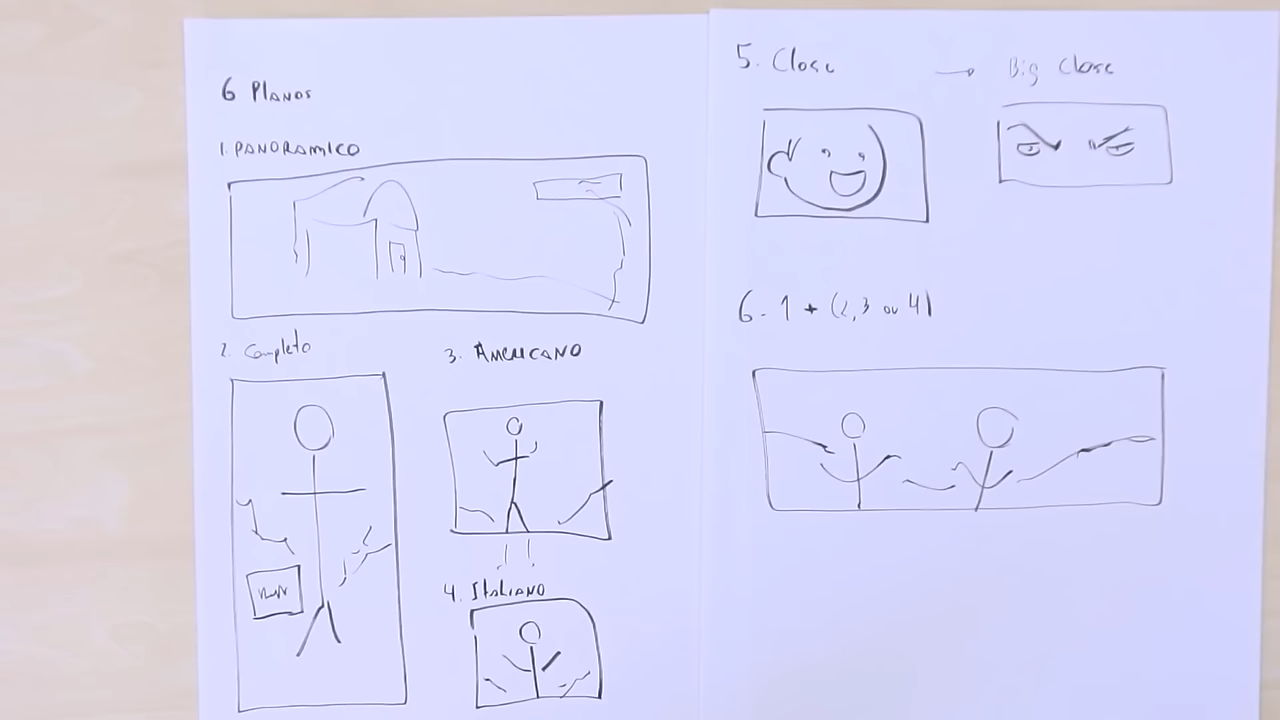 6 Planos
1. PANORAMICO
2. Completo
3. AMERICANO
4. Italiano
5. Close → Big Close
6. 1 + (2, 3 ou 4)